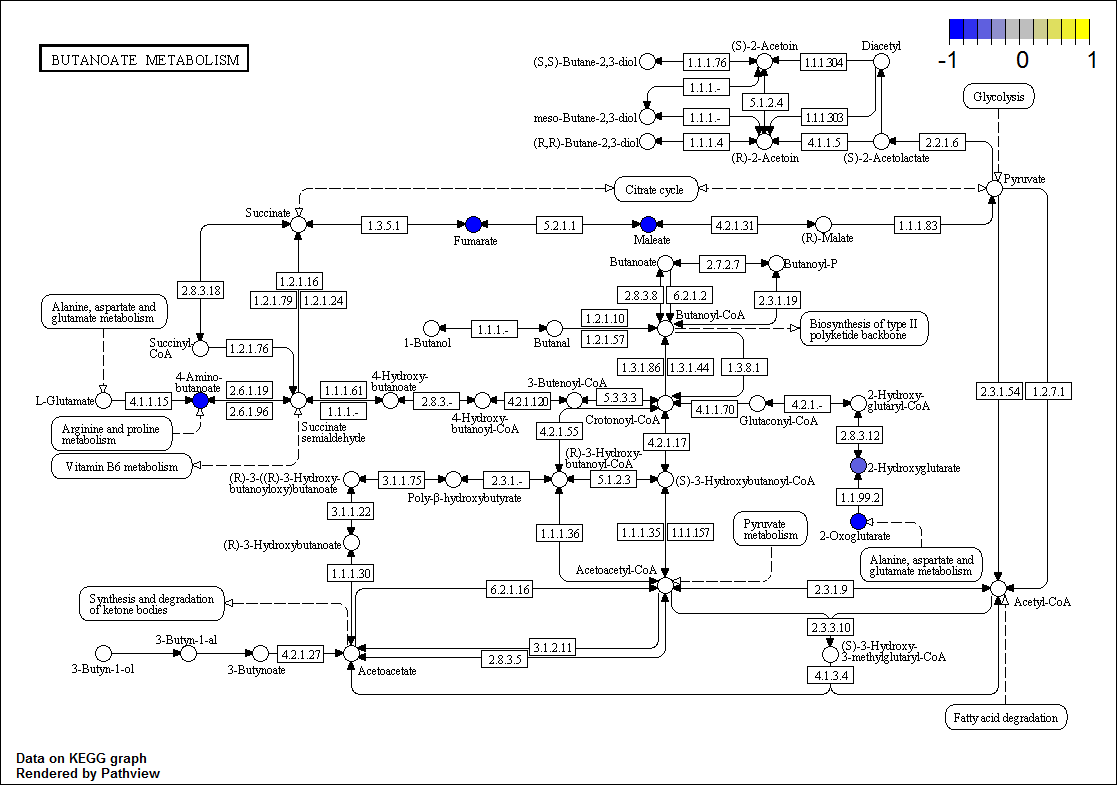 BUTANOATE METABOLISM
-1 0 1
(S)-2-Acetoin
Diacetyl
(S,S)-Butane-2,3-diol
1.1.1.76
1.1.1.304
1.1.1.-
5.1.2.4
Glycolysis
meso-Butane-2,3-diol
1.1.1.-
1.1.1.303
(R,R)-Butane-2,3-diol
1.1.1.4
4.1.1.5
2.2.1.6
(R)-2-Acetoin
(S)-2-Acetolactate
Pyruvate
Citrate cycle
Succinate
1.3.5.1
5.2.1.1
4.2.1.31
1.1.1.83
Fumarate
Maleate
(R)-Malate
Butanoate
2.7.2.7
Butanoyl-P
1.2.1.16
2.8.3.18
1.2.1.79
1.2.1.24
2.8.3.8
6.2.1.2
2.3.1.19
Alanine, aspartate and
glutamate metabolism
Butanoyl-CoA
1.2.1.10
1.1.1.-
1.2.1.57
Biosynthesis of type II
polyketide backbone
1-Butanol
Butanal
Succinyl-
CoA
1.2.1.76
1.3.1.86
1.3.1.44
1.3.8.1
4-Amino-
butanoate
4-Hydroxy-
butanoate
3-Butenoyl-CoA
2.3.1.54
1.2.7.1
L-Glutamate
4.1.1.15
2.6.1.19
2.6.1.96
1.1.1.61
1.1.1.-
2.8.3.-
4.2.1.120
5.3.3.3
4.1.1.70
4.2.1.-
2-Hydroxy-
glutaryl-CoA
4-Hydroxy-
butanoyl-CoA
Crotonoyl-CoA
Glutaconyl-CoA
Arginine and proline
metabolism
Succinate
semialdehyde
4.2.1.55
4.2.1.17
2.8.3.12
Vitamin B6 metabolism
(R)-3-Hydroxy-
butanoyl-CoA
2-Hydroxyglutarate
(R)-3-((R)-3-Hydroxy-
butanoyloxy)butanoate
3.1.1.75
2.3.1.-
5.1.2.3
(S)-3-Hydroxybutanoyl-CoA
Poly-β-hydroxybutyrate
1.1.99.2
3.1.1.22
1.1.1.36
1.1.1.35
1.1.1.157
Pyruvate
metabolism
2-Oxoglutarate
(R)-3-Hydroxybutanoate
Alanine, aspartate and
glutamate metabolism
1.1.1.30
Acetoacetyl-CoA
6.2.1.16
2.3.1.9
Acetyl-CoA
Synthesis and degradation
of ketone bodies
2.3.3.10
3-Butyn-1-al
3.1.2.11
(S)-3-Hydroxy-
3-methylglutaryl-CoA
4.2.1.27
2.8.3.5
3-Butyn-1-ol
3-Butynoate
Acetoacetate
4.1.3.4
Fatty acid degradation
Data on KEGG graph
Rendered by Pathview